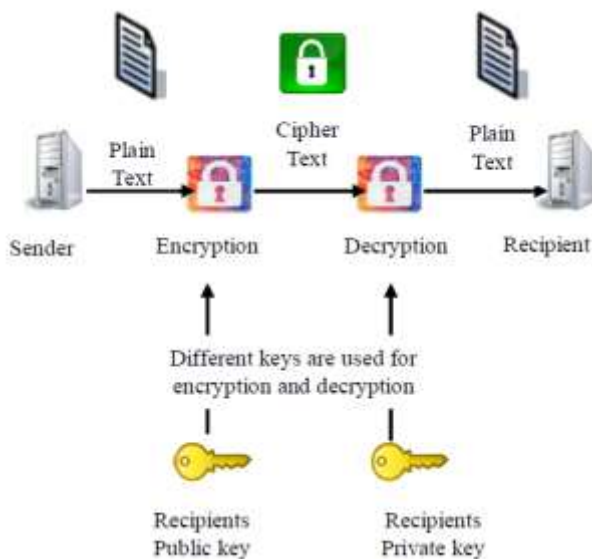 Plain
Text
Cipher
Text
Plain
Text
Sender
Encryption
Decryption
Recipient
Different keys are used for
encryption and decryption
Recipients
Public key
Recipients
Private key